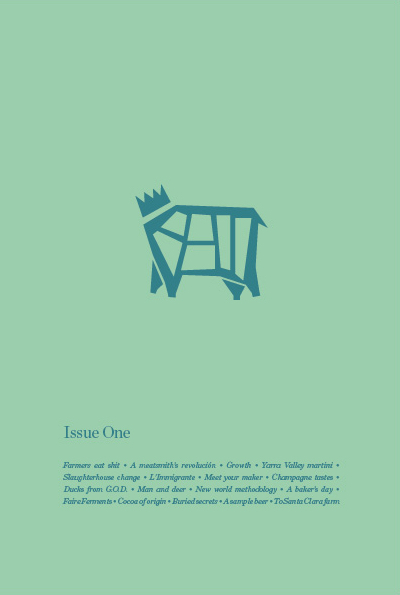 Issue One
Farmers eat shit • A meatsmith's revolución • Growth • Yarra Valley martini •
Slaughterhouse change • L'Immigrante • Meet your maker • Champagne tastes •
Ducks from G.O.D. • Man and deer • New world methodology • A baker's day •
Faire Ferments • Cocoa of origin • Buried secrets • A sample beer • To Santa Clara farm